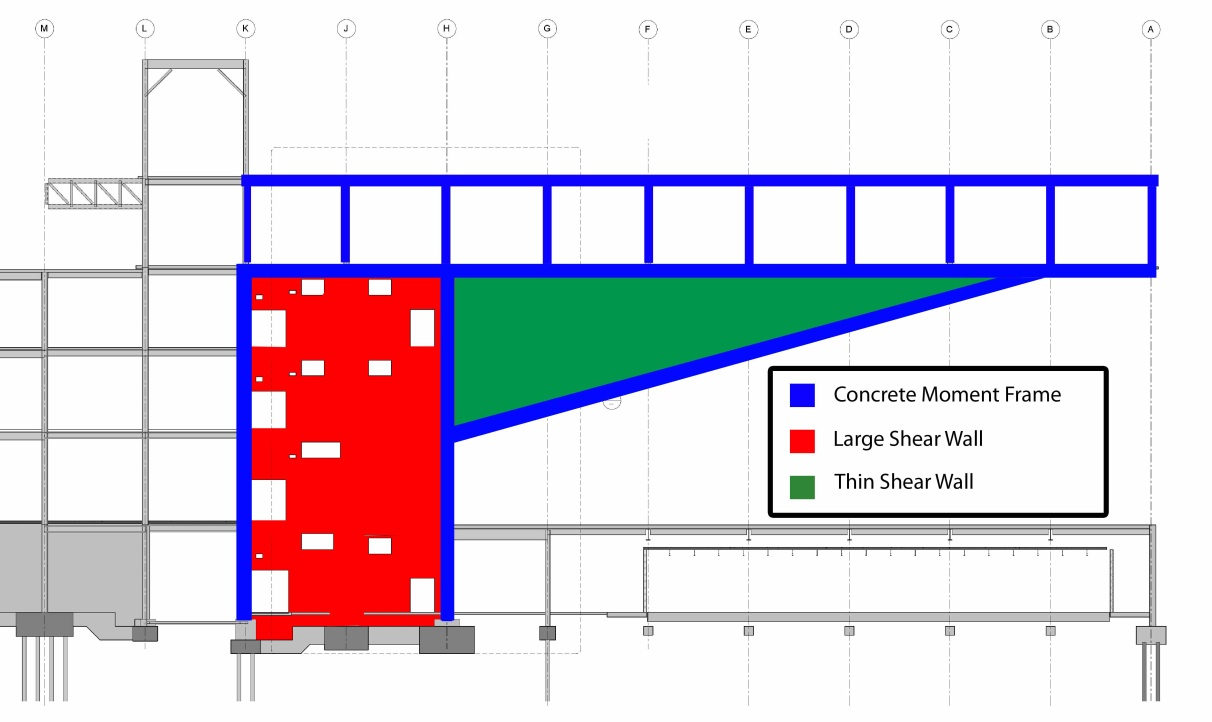 M L K J H G F E D C B A
Concrete Moment Frame
Large Shear Wall
Thin Shear Wall